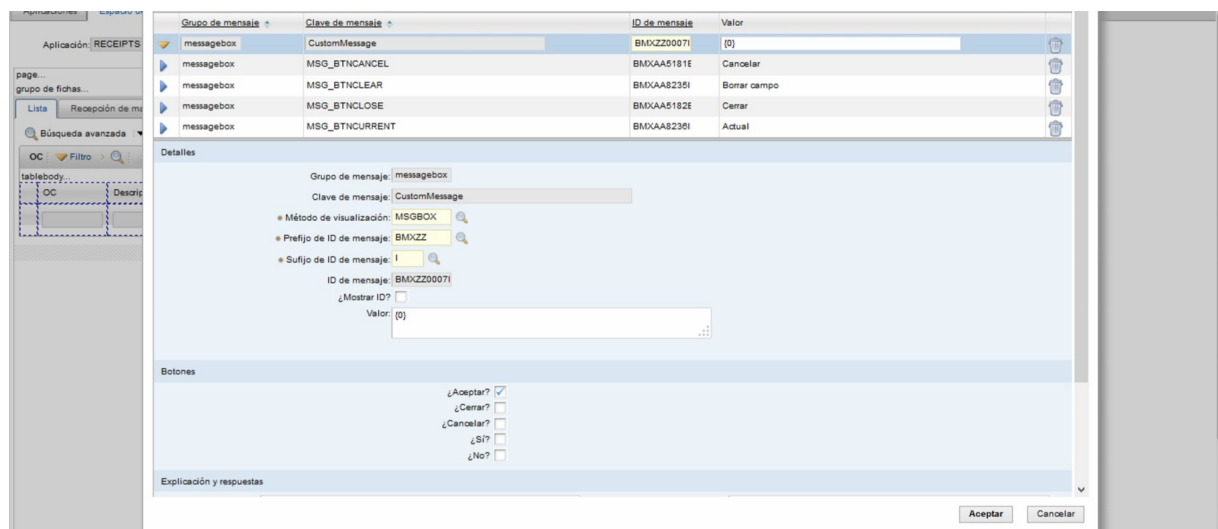 Aplicaciones Espacio de
Aplicación: RECEIPTS
page...
grupo de fichas...
Lista Recepción de ma
Búsqueda avanzada
OC Filtro
tablebody...
OC Descrip
Grupo de mensaje Clave de mensaje ID de mensaje Valor
messagebox CustomMessage BMXZZ0007I {0}
messagebox MSG_BTNCANCEL BMXAA5181E Cancelar
messagebox MSG_BTNCLEAR BMXAA8235I Borrar campo
messagebox MSG_BTNCLOSE BMXAA5182E Cerrar
messagebox MSG_BTNCURRENT BMXAA8236I Actual
Detalles
Grupo de mensaje: messagebox
Clave de mensaje: CustomMessage
Método de visualización: MSGBOX
Prefijo de ID de mensaje: BMXZZ
Sufijo de ID de mensaje: I
ID de mensaje: BMXZZ0007I
¿Mostrar ID?
Valor: {0}
Botones
¿Aceptar?
¿Cerrar?
¿Cancelar?
¿Sí?
¿No?
Explicación y respuestas
Aceptar Cancelar